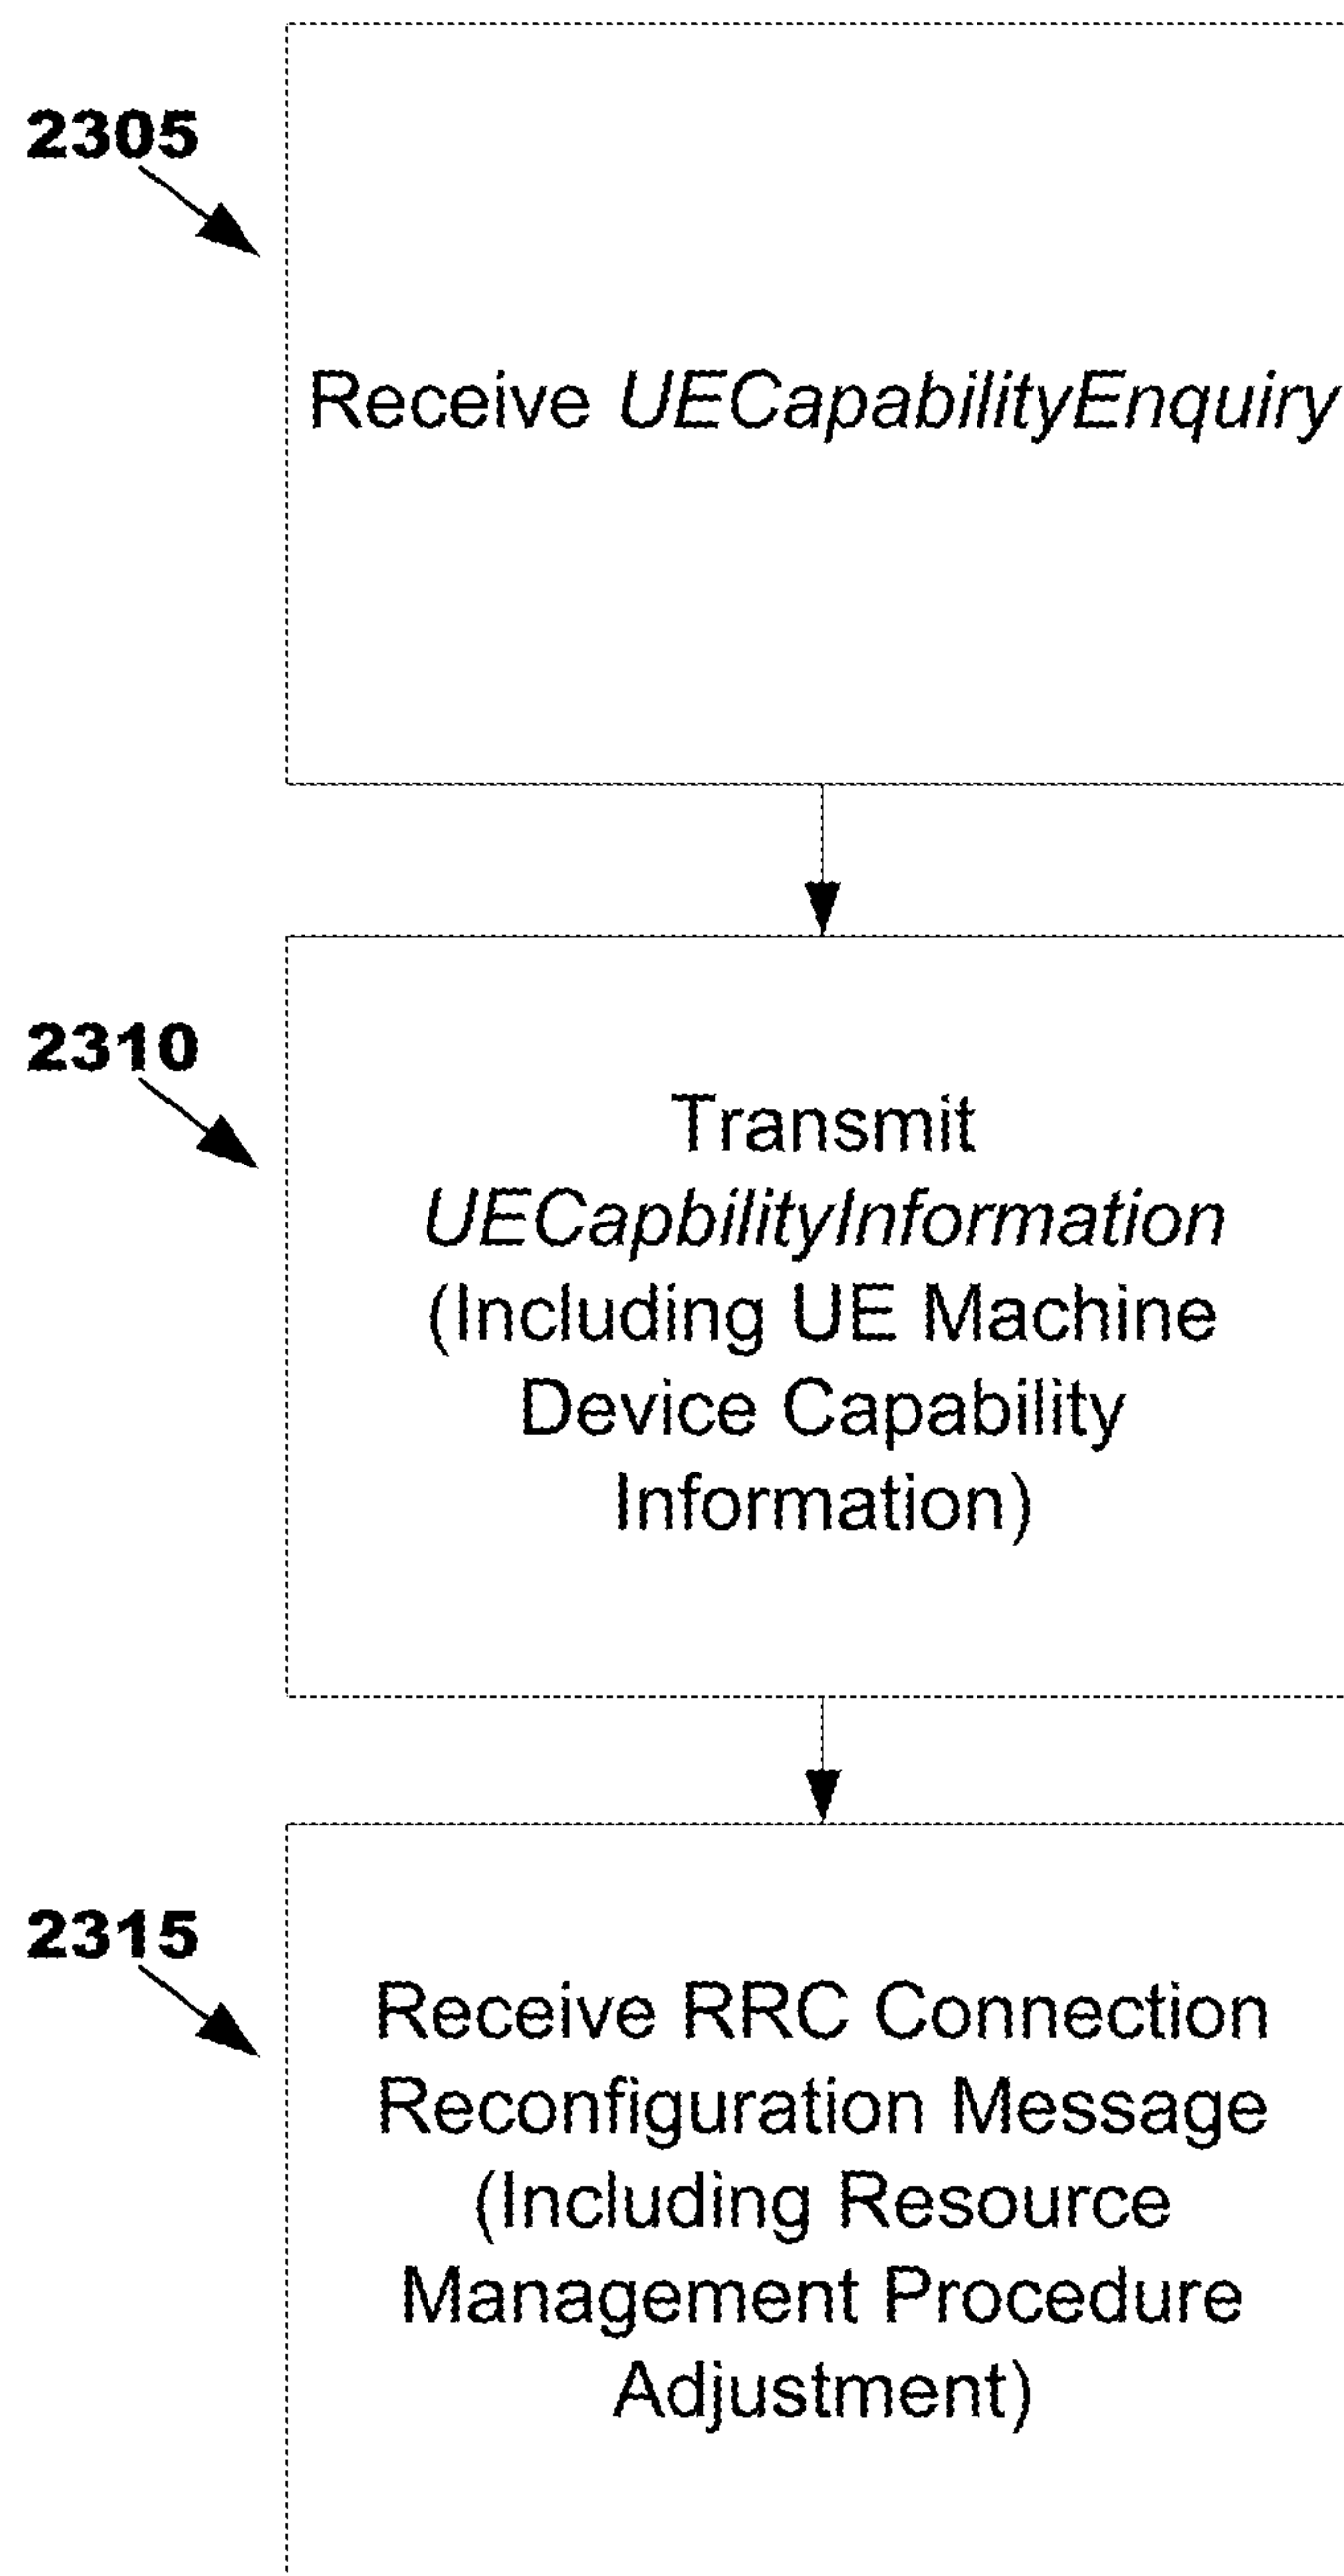 2305
Receive UECapabilityEnquiry
2310
Transmit
UECapbilityInformation
(Including UE Machine
Device Capability
Information)
2315
Receive RRC Connection
Reconfiguration Message
(Including Resource
Management Procedure
Adjustment)